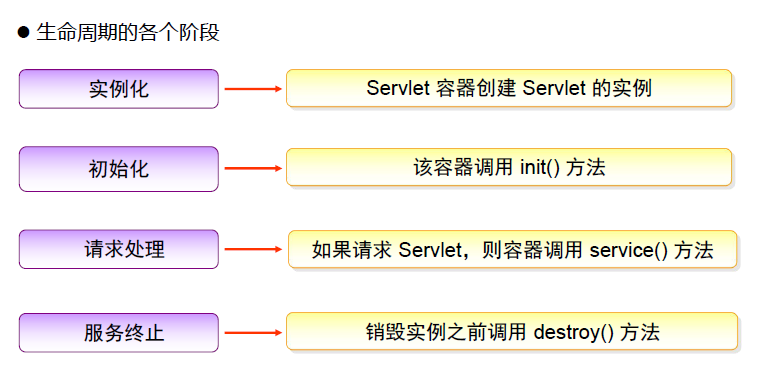 ● 生命周期的各个阶段
实例化
Servlet 容器创建 Servlet 的实例
初始化
该容器调用 init() 方法
请求处理
如果请求 Servlet，则容器调用 service() 方法
服务终止
销毁实例之前调用 destroy() 方法